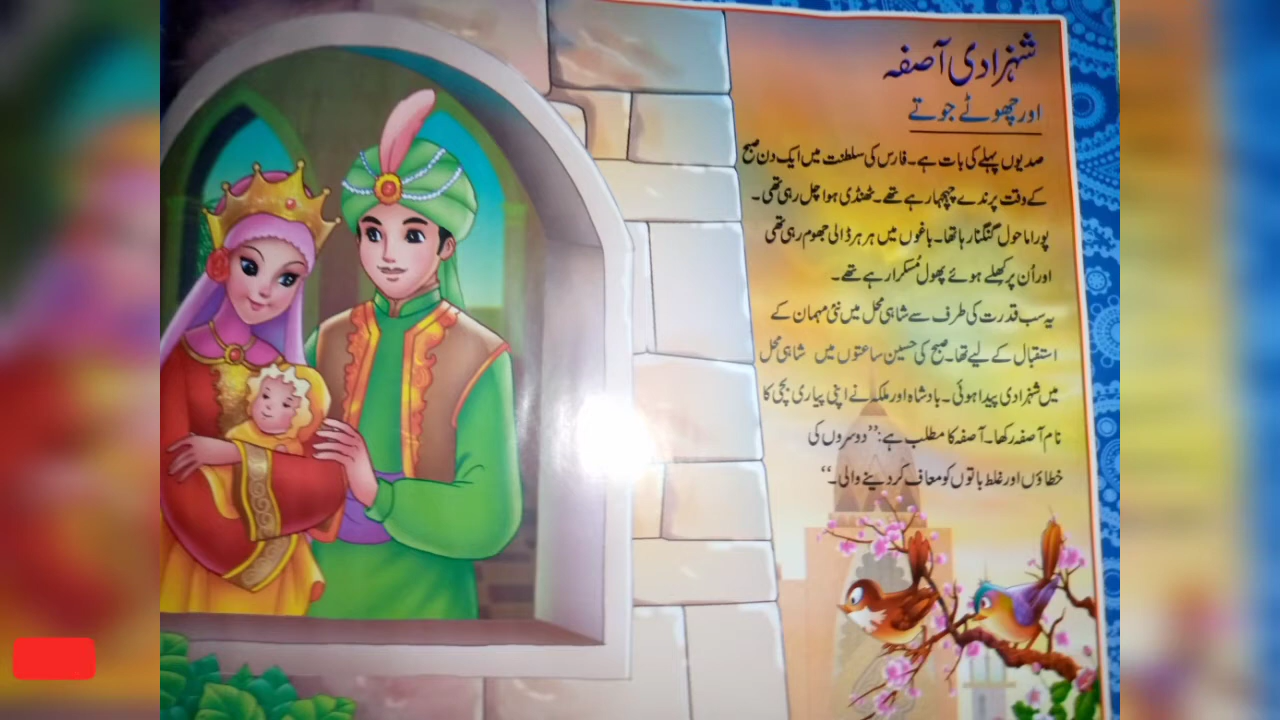 شہزادی آصفہ
اور چھوٹے جوتے
صدیوں پہلے کی بات ہے۔ فارس کی سلطنت میں ایک دن صبح
کے وقت پرندے چہچہا رہے تھے۔ ٹھنڈی ہوا چل رہی تھی۔
پورا ماحول گنگنا رہا تھا۔ باغوں میں ہر ہر ڈالی جھوم رہی تھی
اور اُن پر کِھلے ہوئے پھول مُسکرا رہے تھے۔
یہ سب قدرت کی طرف سے شاہی محل میں نئی مہمان کے
استقبال کے لیے تھا۔ صبح کی حسین ساعتوں میں شاہی محل
میں شہزادی پیدا ہوئی۔ بادشاہ اور ملکہ نے اپنی پیاری بچی کا
نام آصفہ رکھا۔ آصفہ کا مطلب ہے: ”دوسروں کی
خطاؤں اور غلط باتوں کو معاف کر دینے والی۔“